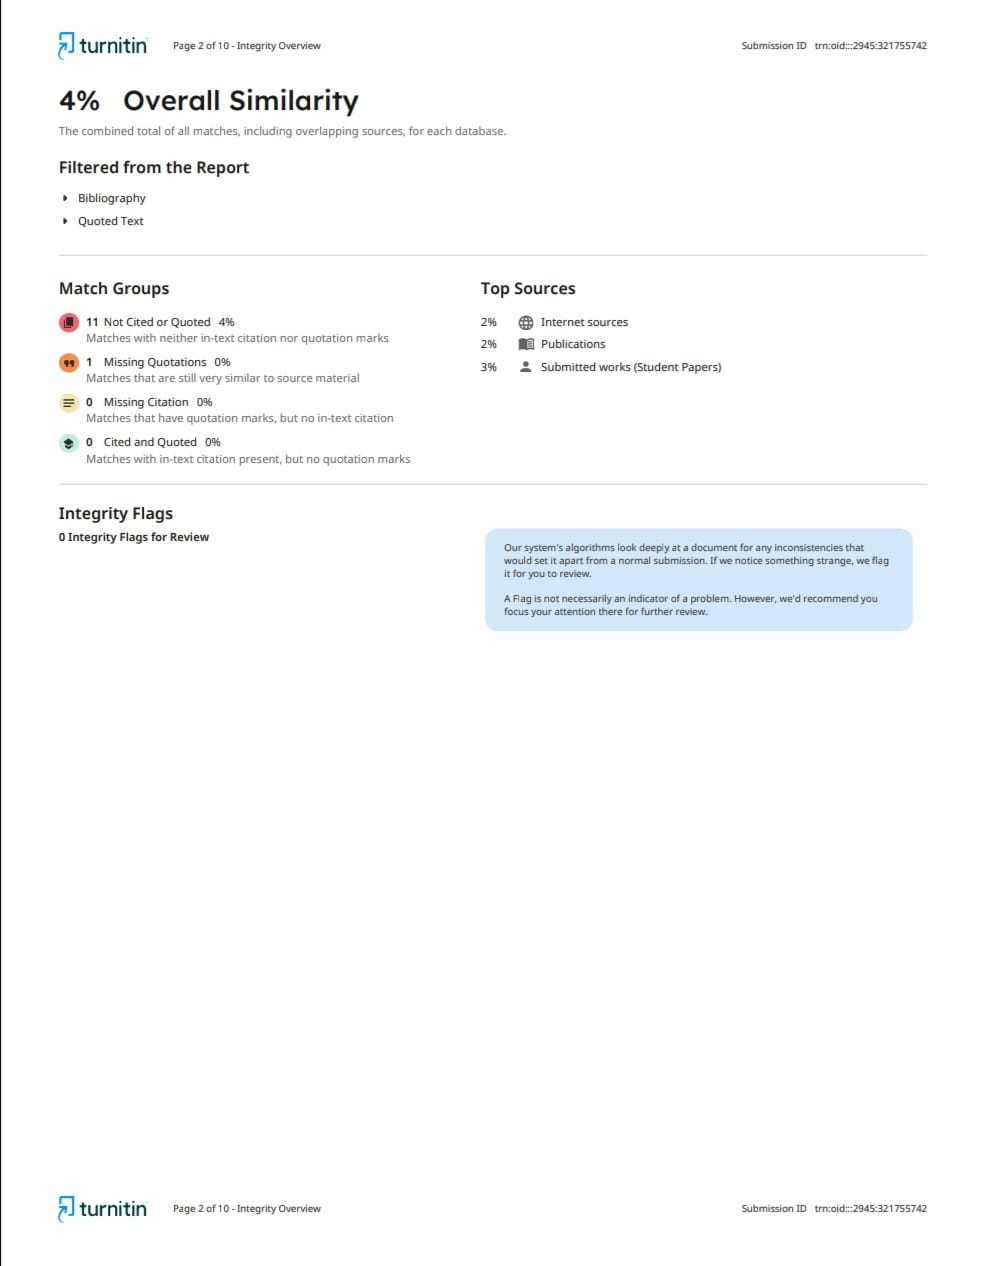 turnitin Page 2 of 10 - Integrity Overview Submission ID trn:oid:::2945:321755742
4% Overall Similarity
The combined total of all matches, including overlapping sources, for each database.
Filtered from the Report
Bibliography
Quoted Text
Match Groups
11 Not Cited or Quoted 4%
Matches with neither in-text citation nor quotation marks
1 Missing Quotations 0%
Matches that are still very similar to source material
0 Missing Citation 0%
Matches that have quotation marks, but no in-text citation
0 Cited and Quoted 0%
Matches with in-text citation present, but no quotation marks
Top Sources
2% Internet sources
2% Publications
3% Submitted works (Student Papers)
Integrity Flags
0 Integrity Flags for Review
Our system's algorithms look deeply at a document for any inconsistencies that
would set it apart from a normal submission. If we notice something strange, we flag
it for you to review.
A Flag is not necessarily an indicator of a problem. However, we'd recommend you
focus your attention there for further review.
turnitin Page 2 of 10 - Integrity Overview Submission ID trn:oid:::2945:321755742